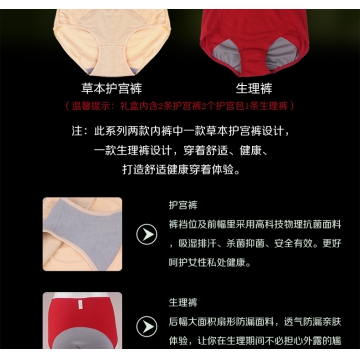 草本护宫裤
生理裤
（温馨提示：礼盒内含2条护宫裤2个护宫包1条生理裤）
注：此系列两款内裤中一款草本护宫裤设计，
一款生理裤设计，穿着舒适、健康、
打造舒适健康穿着体验。
护宫裤
裤裆位及前幅里采用高科技物理抗菌面料
，吸湿排汗、杀菌抑菌、安全有效。更好
呵护女性私处健康。
生理裤
后幅大面积扇形防漏面料，透气防漏亲肤
体验，让你在生理期间不必担心外露的尴